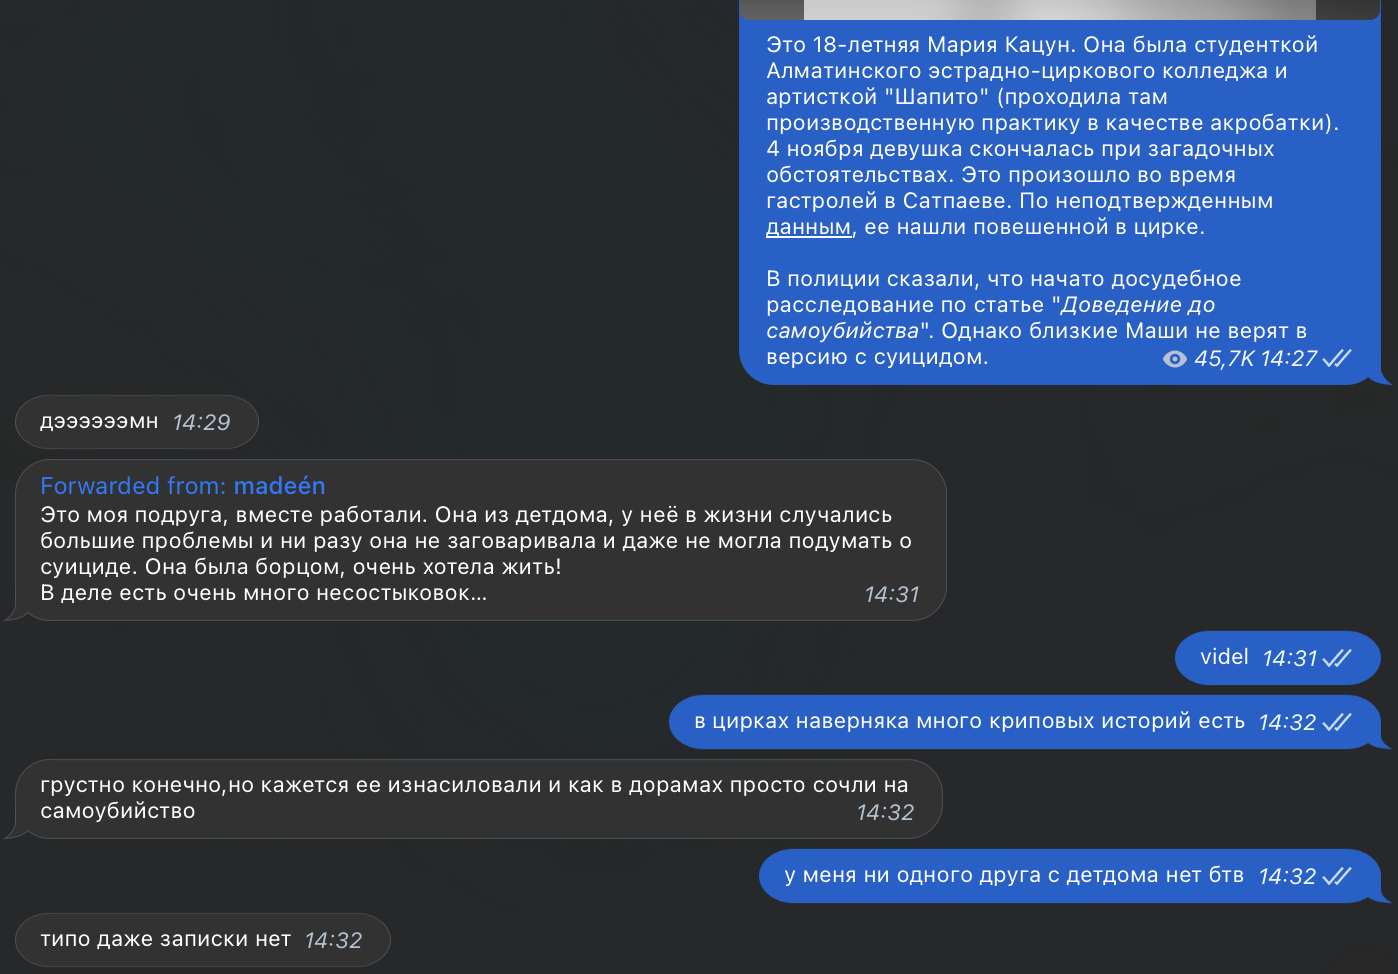 Это 18-летняя Мария Кацун. Она была студенткой
Алматинского эстрадно-циркового колледжа и
артисткой "Шапито" (проходила там
производственную практику в качестве акробатки).
4 ноября девушка скончалась при загадочных
обстоятельствах. Это произошло во время
гастролей в Сатпаеве. По неподтвержденным
данным, ее нашли повешенной в цирке.
В полиции сказали, что начато досудебное
расследование по статье "Доведение до
самоубийства". Однако близкие Маши не верят в
версию с суицидом. 45,7K 14:27
дээээээмн 14:29
Forwarded from: madeén
Это моя подруга, вместе работали. Она из детдома, у неё в жизни случались
большие проблемы и ни разу она не заговаривала и даже не могла подумать о
суициде. Она была борцом, очень хотела жить!
В деле есть очень много несостыковок... 14:31
videl 14:31
в цирках наверняка много криповых историй есть 14:32
грустно конечно,но кажется ее изнасиловали и как в дорамах просто сочли на
самоубийство 14:32
у меня ни одного друга с детдома нет бтв 14:32
типо даже записки нет 14:32